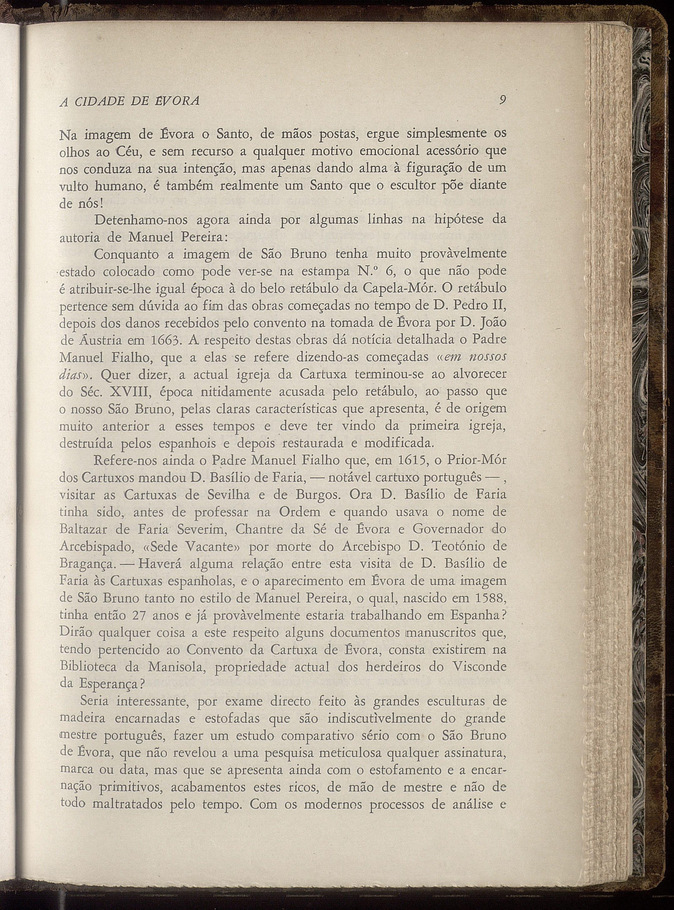 A CIDADE DE ÉVORA 9
Na imagem de Évora o Santo, de mãos postas, ergue simplesmente os
olhos ao Céu, e sem recurso a qualquer motivo emocional acessório que
nos conduza na sua intenção, mas apenas dando alma à figuração de um
vulto humano, é também realmente um Santo que o escultor põe diante
de nós!
Detenhamo-nos agora ainda por algumas linhas na hipótese da
autoria de Manuel Pereira:
Conquanto a imagem de São Bruno tenha muito provàvelmente
estado colocado como pode ver-se na estampa N.º 6, o que não pode
é atribuir-se-lhe igual época à do belo retábulo da Capela-Mór. O retábulo
pertence sem dúvida ao fim das obras começadas no tempo de D. Pedro II,
depois dos danos recebidos pelo convento na tomada de Évora por D. João
de Áustria em 1663. A respeito destas obras dá notícia detalhada o Padre
Manuel Fialho, que a elas se refere dizendo-as começadas «em nossos
dias». Quer dizer, a actual igreja da Cartuxa terminou-se ao alvorecer
do Séc. XVIII, época nitidamente acusada pelo retábulo, ao passo que
o nosso São Bruno, pelas claras características que apresenta, é de origem
muito anterior a esses tempos e deve ter vindo da primeira igreja,
destruída pelos espanhois e depois restaurada e modificada.
Refere-nos ainda o Padre Manuel Fialho que, em 1615, o Prior-Mór
dos Cartuxos mandou D. Basílio de Faria, — notável cartuxo português — ,
visitar as Cartuxas de Sevilha e de Burgos. Ora D. Basílio de Faria
tinha sido, antes de professar na Ordem e quando usava o nome de
Baltazar de Faria Severim, Chantre da Sé de Évora e Governador do
Arcebispado, «Sede Vacante» por morte do Arcebispo D. Teotónio de
Bragança. — Haverá alguma relação entre esta visita de D. Basílio de
Faria às Cartuxas espanholas, e o aparecimento em Évora de uma imagem
de São Bruno tanto no estilo de Manuel Pereira, o qual, nascido em 1588,
tinha então 27 anos e já provàvelmente estaria trabalhando em Espanha?
Dirão qualquer coisa a este respeito alguns documentos manuscritos que,
tendo pertencido ao Convento da Cartuxa de Évora, consta existirem na
Biblioteca da Manisola, propriedade actual dos herdeiros do Visconde
da Esperança?
Seria interessante, por exame directo feito às grandes esculturas de
madeira encarnadas e estofadas que são indiscutìvelmente do grande
mestre português, fazer um estudo comparativo sério com o São Bruno
de Évora, que não revelou a uma pesquisa meticulosa qualquer assinatura,
marca ou data, mas que se apresenta ainda com o estofamento e a encar-
nação primitivos, acabamentos estes ricos, de mão de mestre e não de
todo maltratados pelo tempo. Com os modernos processos de análise e